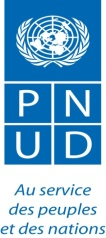 P N
U D
Au service
des peuples
et des nations